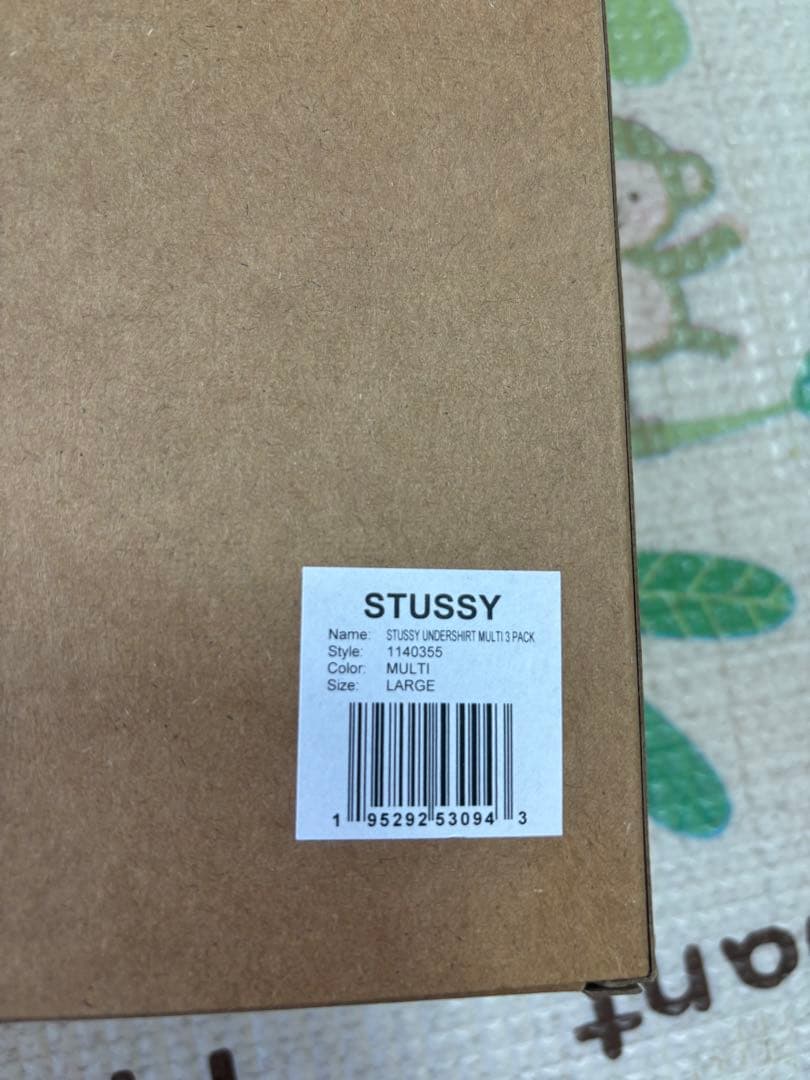 STUSSY
Name: STUSSY UNDERSHIRT MULTI 3 PACK
Style: 1140355
Color: MULTI
Size: LARGE
1 95292 53094 3